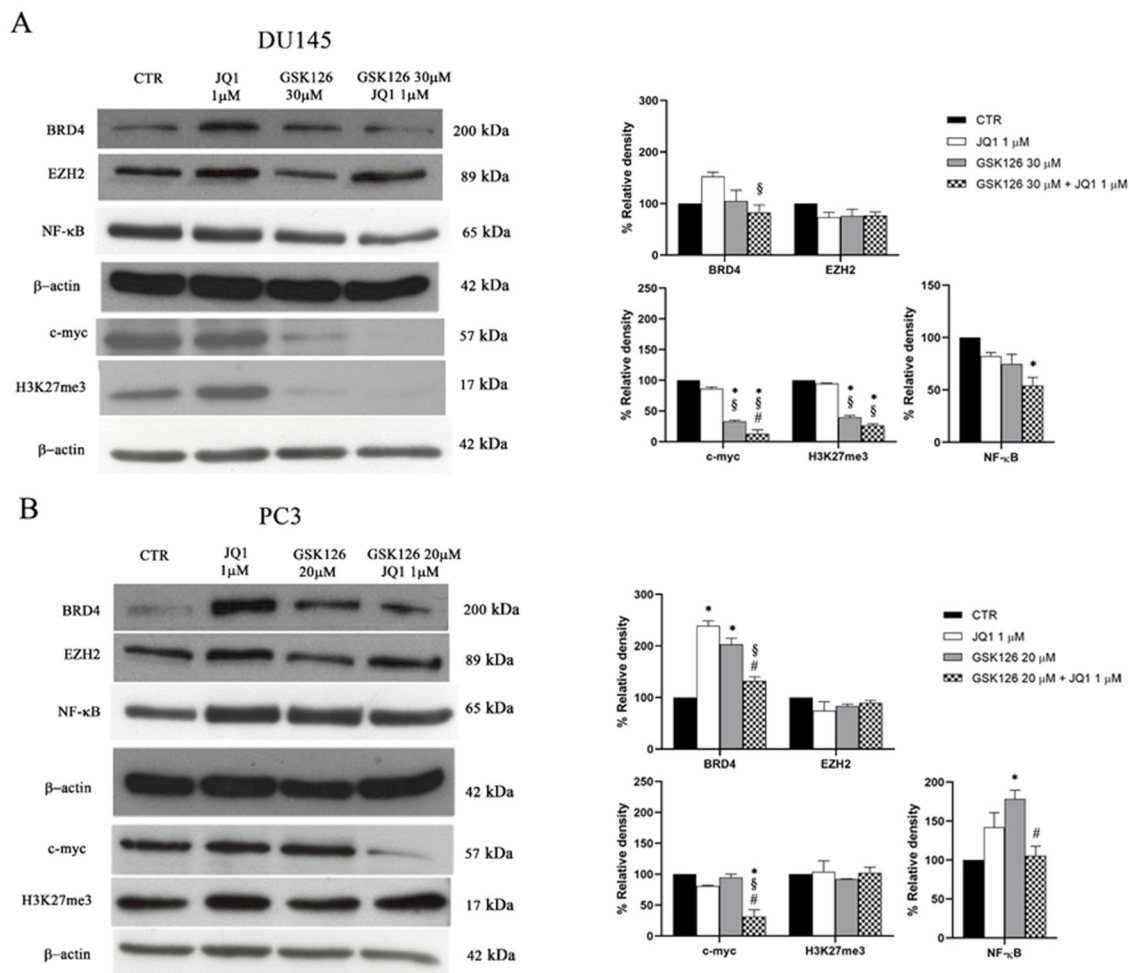 A
DU145
CTR
JQ1
1μM
GSK126
30μM
GSK126 30μM
JQ1 1μM
BRD4
200 kDa
EZH2
89 kDa
NF-κB
65 kDa
β–actin
42 kDa
c-myc
57 kDa
H3K27me3
17 kDa
β–actin
42 kDa
% Relative density
300
200
100
0
§
BRD4
EZH2
CTR
JQ1 1 μM
GSK126 30 μM
GSK126 30 μM + JQ1 1 μM
% Relative density
250
200
150
100
50
0
*
§
*
§
#
*
§
*
§
c-myc
H3K27me3
% Relative density
150
100
50
0
*
NF-κB
B
PC3
CTR
JQ1
1μM
GSK126
20μM
GSK126 20μM
JQ1 1μM
BRD4
200 kDa
EZH2
89 kDa
NF-κB
65 kDa
β–actin
42 kDa
c-myc
57 kDa
H3K27me3
17 kDa
β–actin
42 kDa
% Relative density
300
200
100
0
*
*
§
#
BRD4
EZH2
CTR
JQ1 1 μM
GSK126 20 μM
GSK126 20 μM + JQ1 1 μM
% Relative density
250
200
150
100
50
0
*
§
#
c-myc
H3K27me3
% Relative density
200
150
100
50
0
*
#
NF-κB